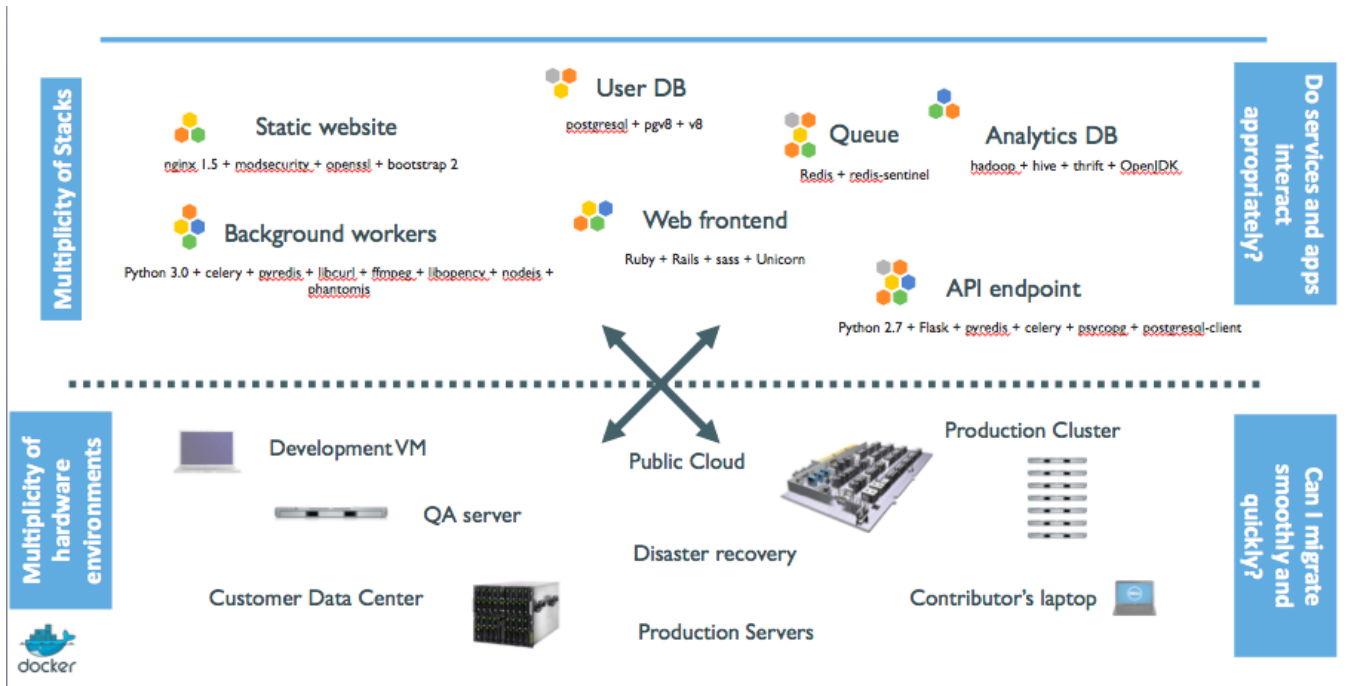 Multiplicity of Stacks
Static website
nginx 1.5 + modsecurity + openssl + bootstrap 2
User DB
postgresql + pgv8 + v8
Queue
Redis + redis-sentinel
Analytics DB
hadoop + hive + thrift + OpenJDK
Background workers
Python 3.0 + celery + pyredis + libcurl + ffmpeg + libopencv + nodejs +
phantomjs
Web frontend
Ruby + Rails + sass + Unicorn
API endpoint
Python 2.7 + Flask + pyredis + celery + psycopg + postgresql-client
Do services and apps
interact
appropriately?
Multiplicity of
hardware
environments
Development VM
QA server
Customer Data Center
Public Cloud
Disaster recovery
Production Servers
Production Cluster
Contributor's laptop
Can I migrate
smoothly and
quickly?
docker